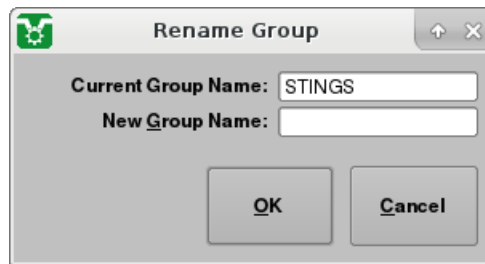 Rename Group
Current Group Name: STINGS
New Group Name:
OK Cancel